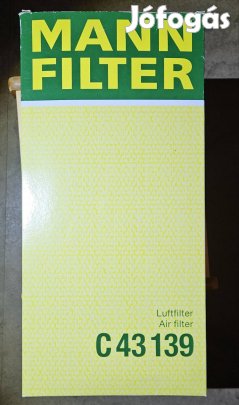 Jófogás
MANN
FILTER
Luftfilter
Air filter
C 43 139